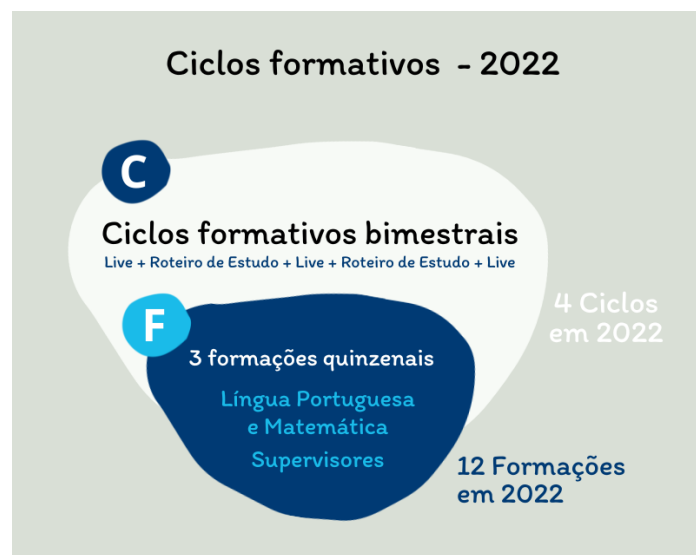 Ciclos formativos - 2022
C
Ciclos formativos bimestrais
Live + Roteiro de Estudo + Live + Roteiro de Estudo + Live
F
3 formações quinzenais
Língua Portuguesa
e Matemática
Supervisores
4 Ciclos
em 2022
12 Formações
em 2022